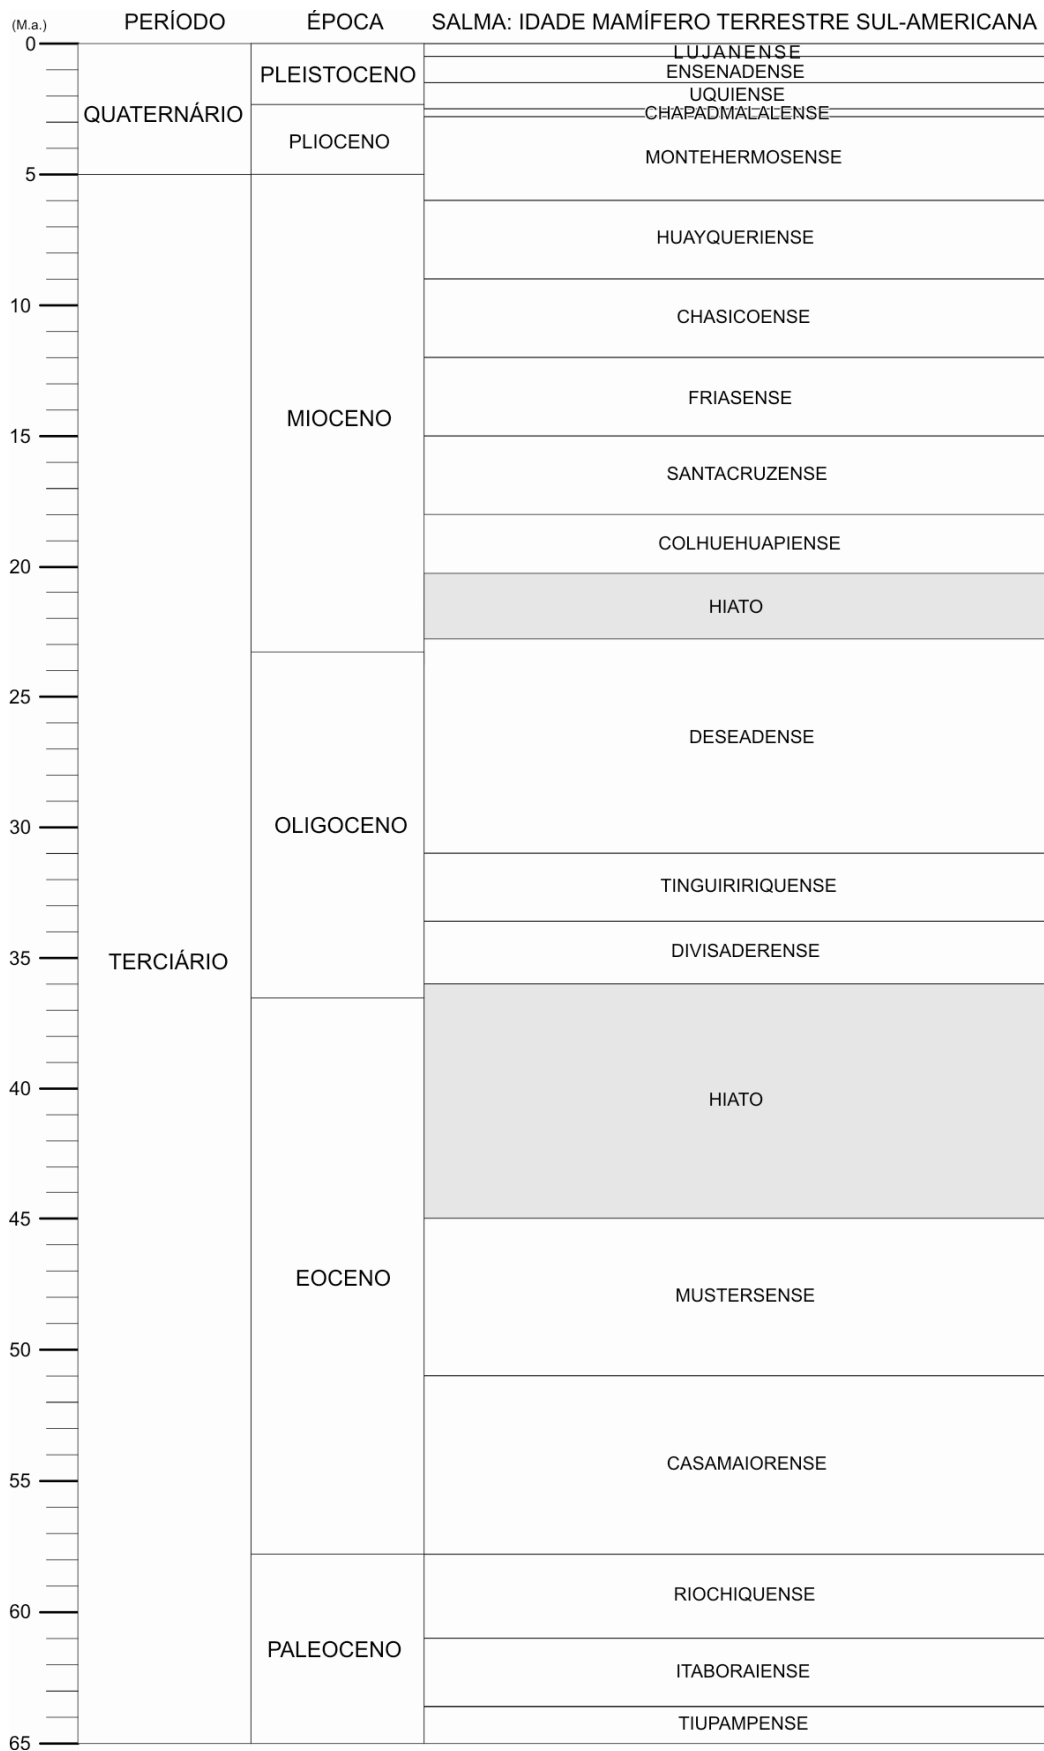 (M.a.) PERÍODO ÉPOCA SALMA: IDADE MAMÍFERO TERRESTRE SUL-AMERICANA
0
LUJANENSE
PLEISTOCENO
ENSENADENSE
UQUIENSE
QUATERNÁRIO
CHAPADMALALENSE
PLIOCENO
MONTEHERMOSENSE
5
HUAYQUERIENSE
10
CHASICOENSE
FRIASENSE
MIOCENO
15
SANTACRUZENSE
COLHUEHUAPIENSE
20
HIATO
25
DESEADENSE
30
OLIGOCENO
TINGUIRIRIQUENSE
DIVISADERENSE
35
TERCIÁRIO
40
HIATO
45
EOCENO
MUSTERSENSE
50
CASAMAIORENSE
55
RIOCHIQUENSE
60
PALEOCENO
ITABORAIENSE
TIUPAMPENSE
65